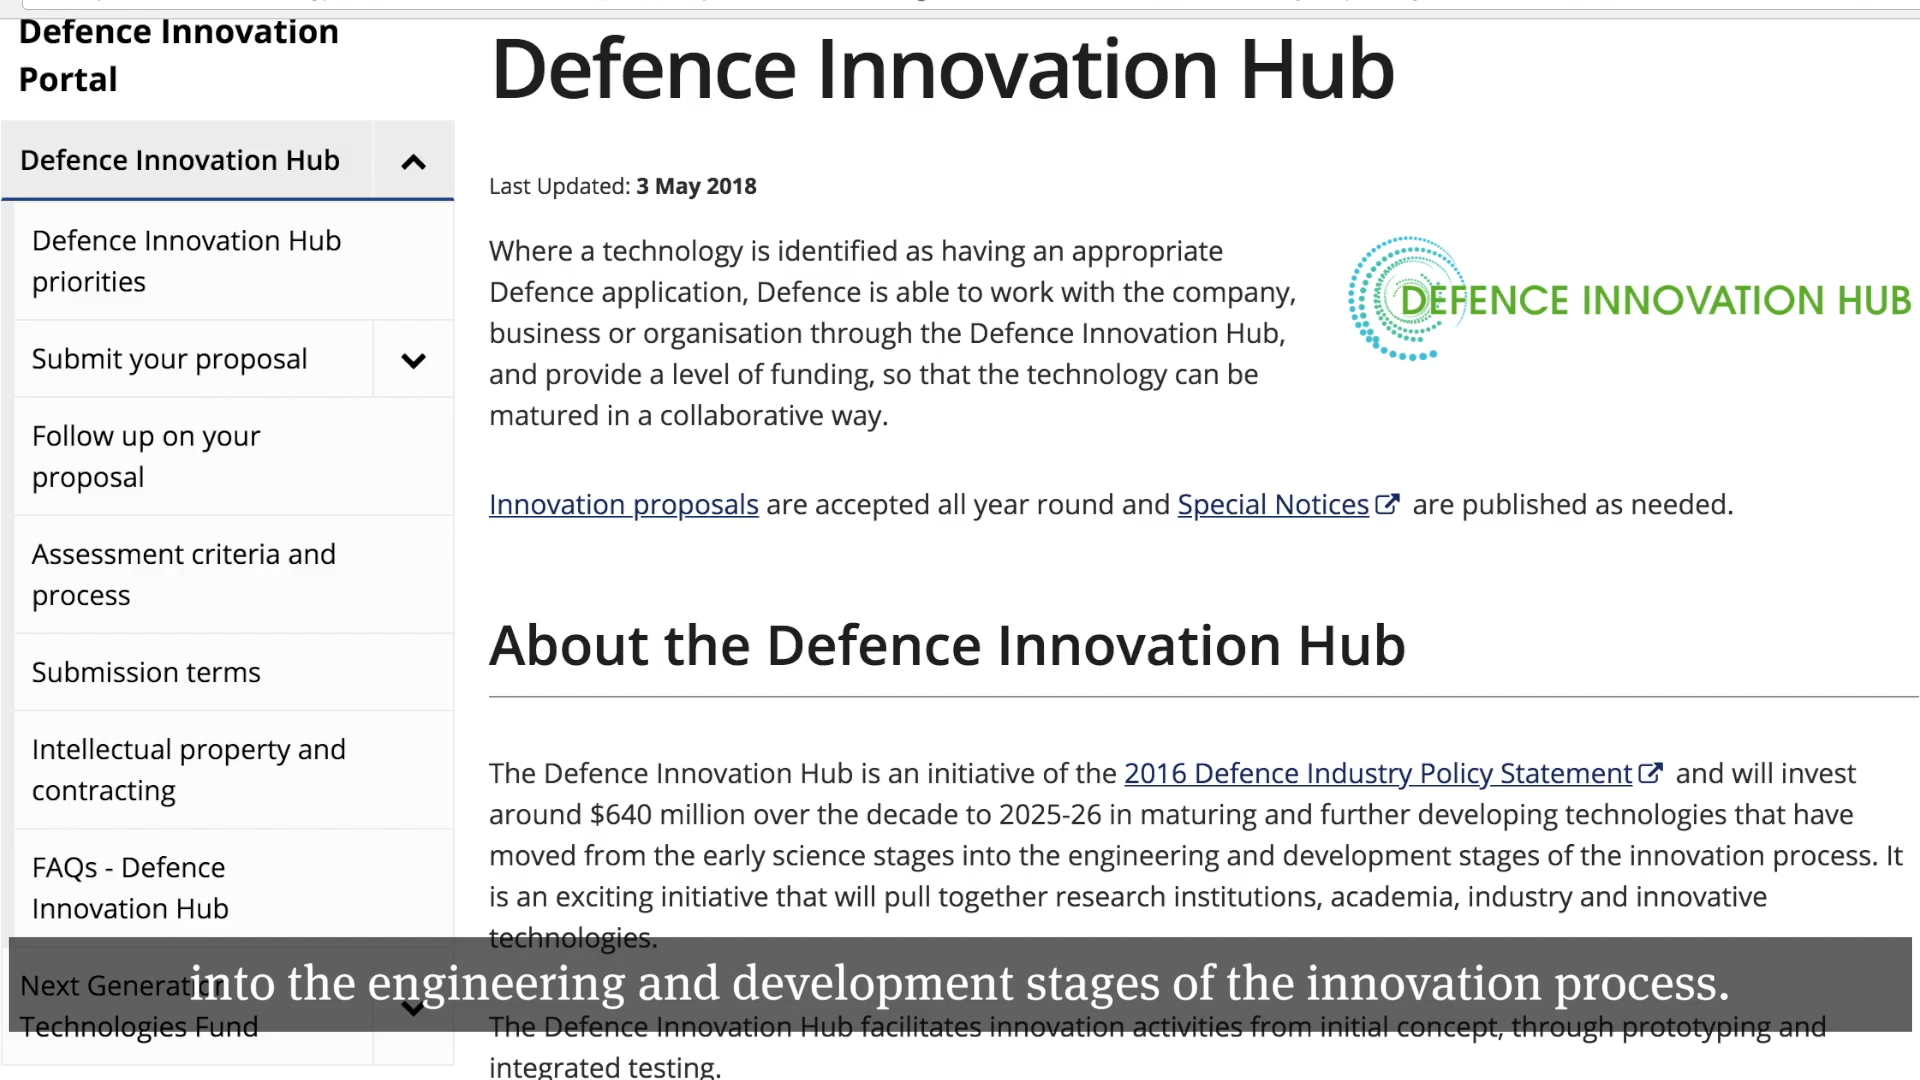 Defence Innovation
Portal
Defence Innovation Hub
Defence Innovation Hub
priorities
Submit your proposal
Follow up on your
proposal
Assessment criteria and
process
Submission terms
Intellectual property and
contracting
FAQs - Defence
Innovation Hub
Next Generation
Technologies Fund
Defence Innovation Hub
Last Updated: 3 May 2018
Where a technology is identified as having an appropriate
Defence application, Defence is able to work with the company,
business or organisation through the Defence Innovation Hub,
and provide a level of funding, so that the technology can be
matured in a collaborative way.
DEFENCE INNOVATION HUB
Innovation proposals are accepted all year round and Special Notices are published as needed.
About the Defence Innovation Hub
The Defence Innovation Hub is an initiative of the 2016 Defence Industry Policy Statement and will invest
around $640 million over the decade to 2025-26 in maturing and further developing technologies that have
moved from the early science stages into the engineering and development stages of the innovation process. It
is an exciting initiative that will pull together research institutions, academia, industry and innovative
technologies.
The Defence Innovation Hub facilitates innovation activities from initial concept, through prototyping and
integrated testing.
into the engineering and development stages of the innovation process.